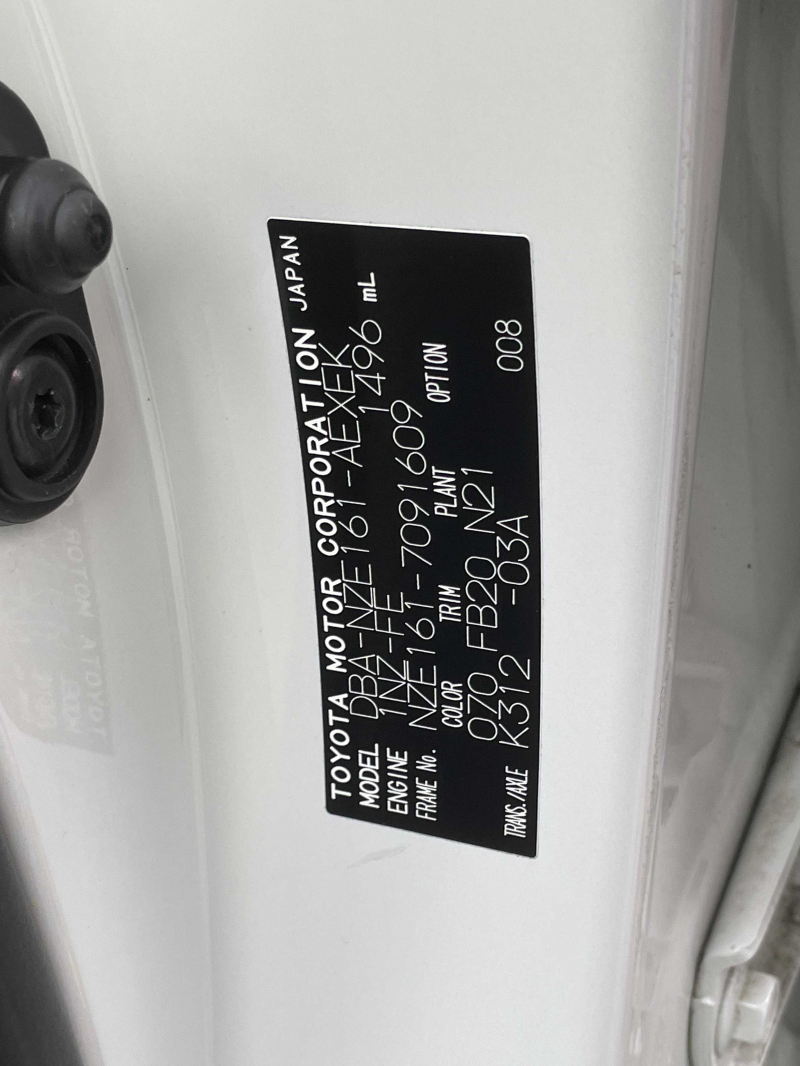 TOYOTA MOTOR CORPORATION JAPAN
MODEL DBA-NZE161-AEXEK
ENGINE 1NZ-FE 1496 mL
FRAME No. NZE161-7091609
COLOR TRIM PLANT OPTION
070 FB20 N21
TRANS./AXLE K312 -03A 008